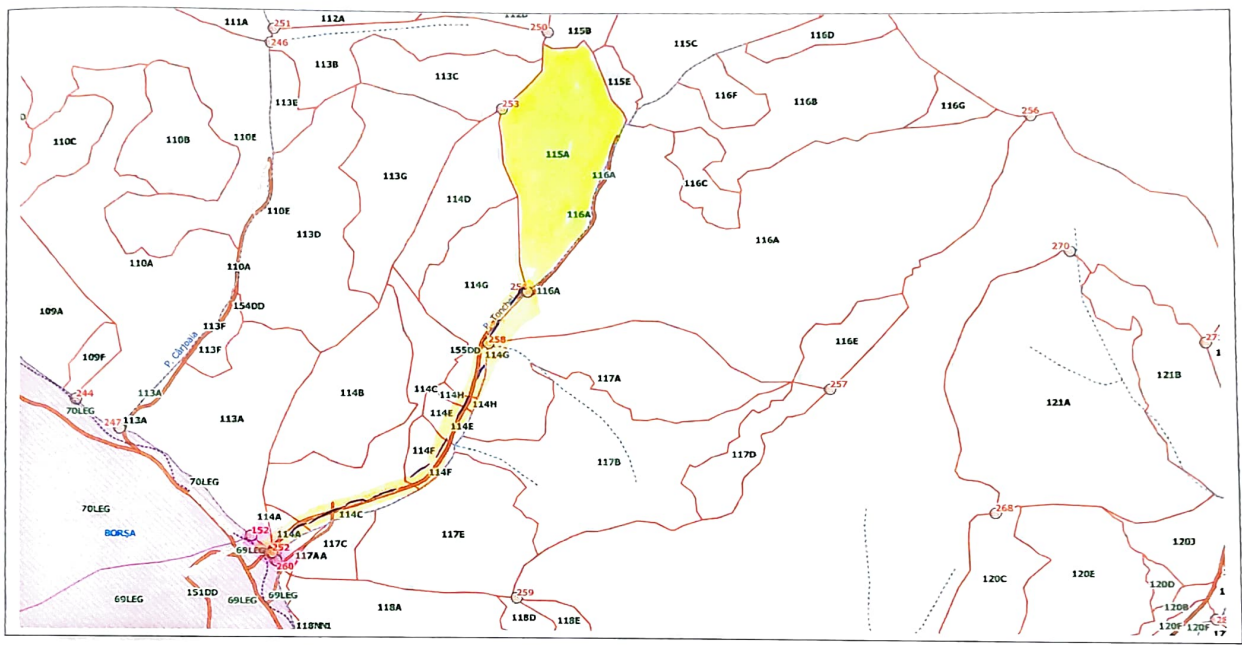 111A
251
112A
250
115B
246
115C
116D
113B
113C
115E
113E
253
116F
116B
116G
256
110C
110B
110E
115A
113G
116A
116C
114D
110E
113D
116A
116A
270
110A
110A
114G
116A
109A
154DD
113F
P. Cârtoaia
258
109F
113F
155DD
114G
116E
117A
121B
244
113A
114B
114C
114H
114H
257
121A
70LEG
247
113A
113A
114E
114E
114F
117D
117B
114F
70LEG
70LEG
268
114A
114C
BORȘA
152
114A
117E
120J
69LEG
252
117C
117AA
260
120C
120E
120D
69LEG
151DD
69LEG
69LEG
118A
259
120B
118NN1
118D
118E
120F
120F